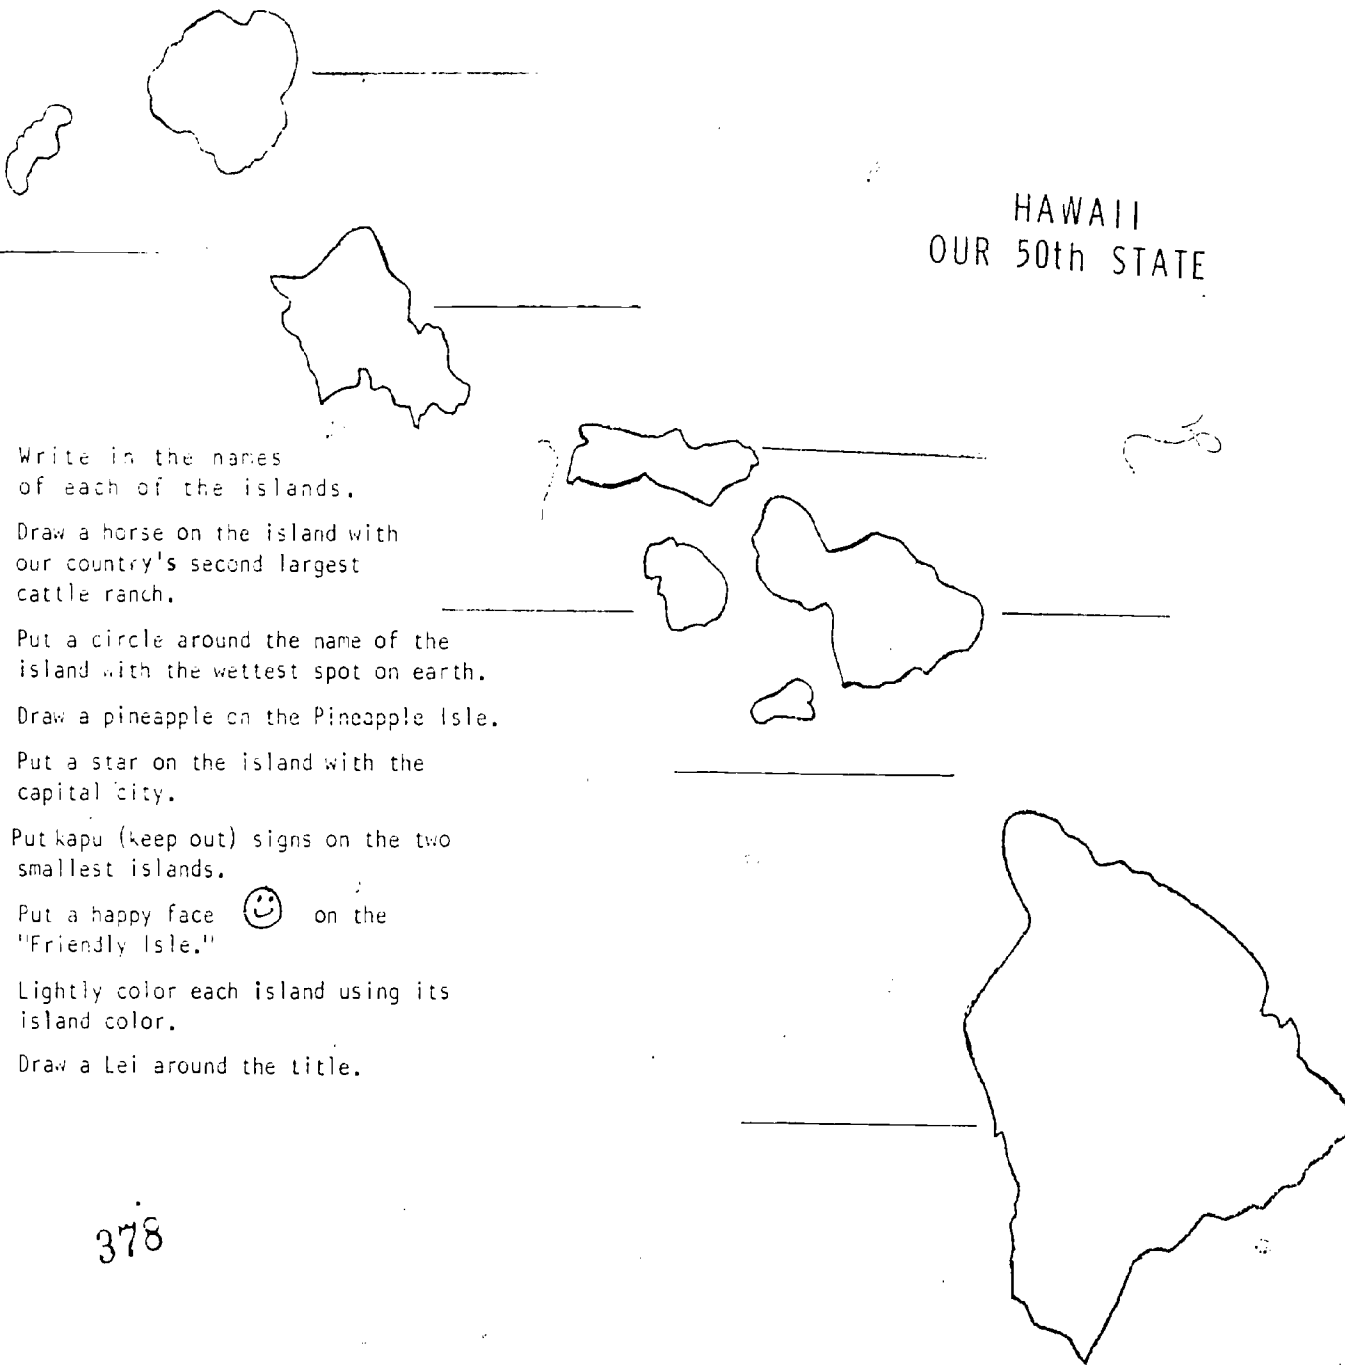 HAWAII
OUR 50th STATE
Write in the names
of each of the islands.
Draw a horse on the island with
our country's second largest
cattle ranch.
Put a circle around the name of the
island with the wettest spot on earth.
Draw a pineapple on the Pineapple Isle.
Put a star on the island with the
capital city.
Put kapu (keep out) signs on the two
smallest islands.
Put a happy face on the
"Friendly Isle."
Lightly color each island using its
island color.
Draw a Lei around the title.
378